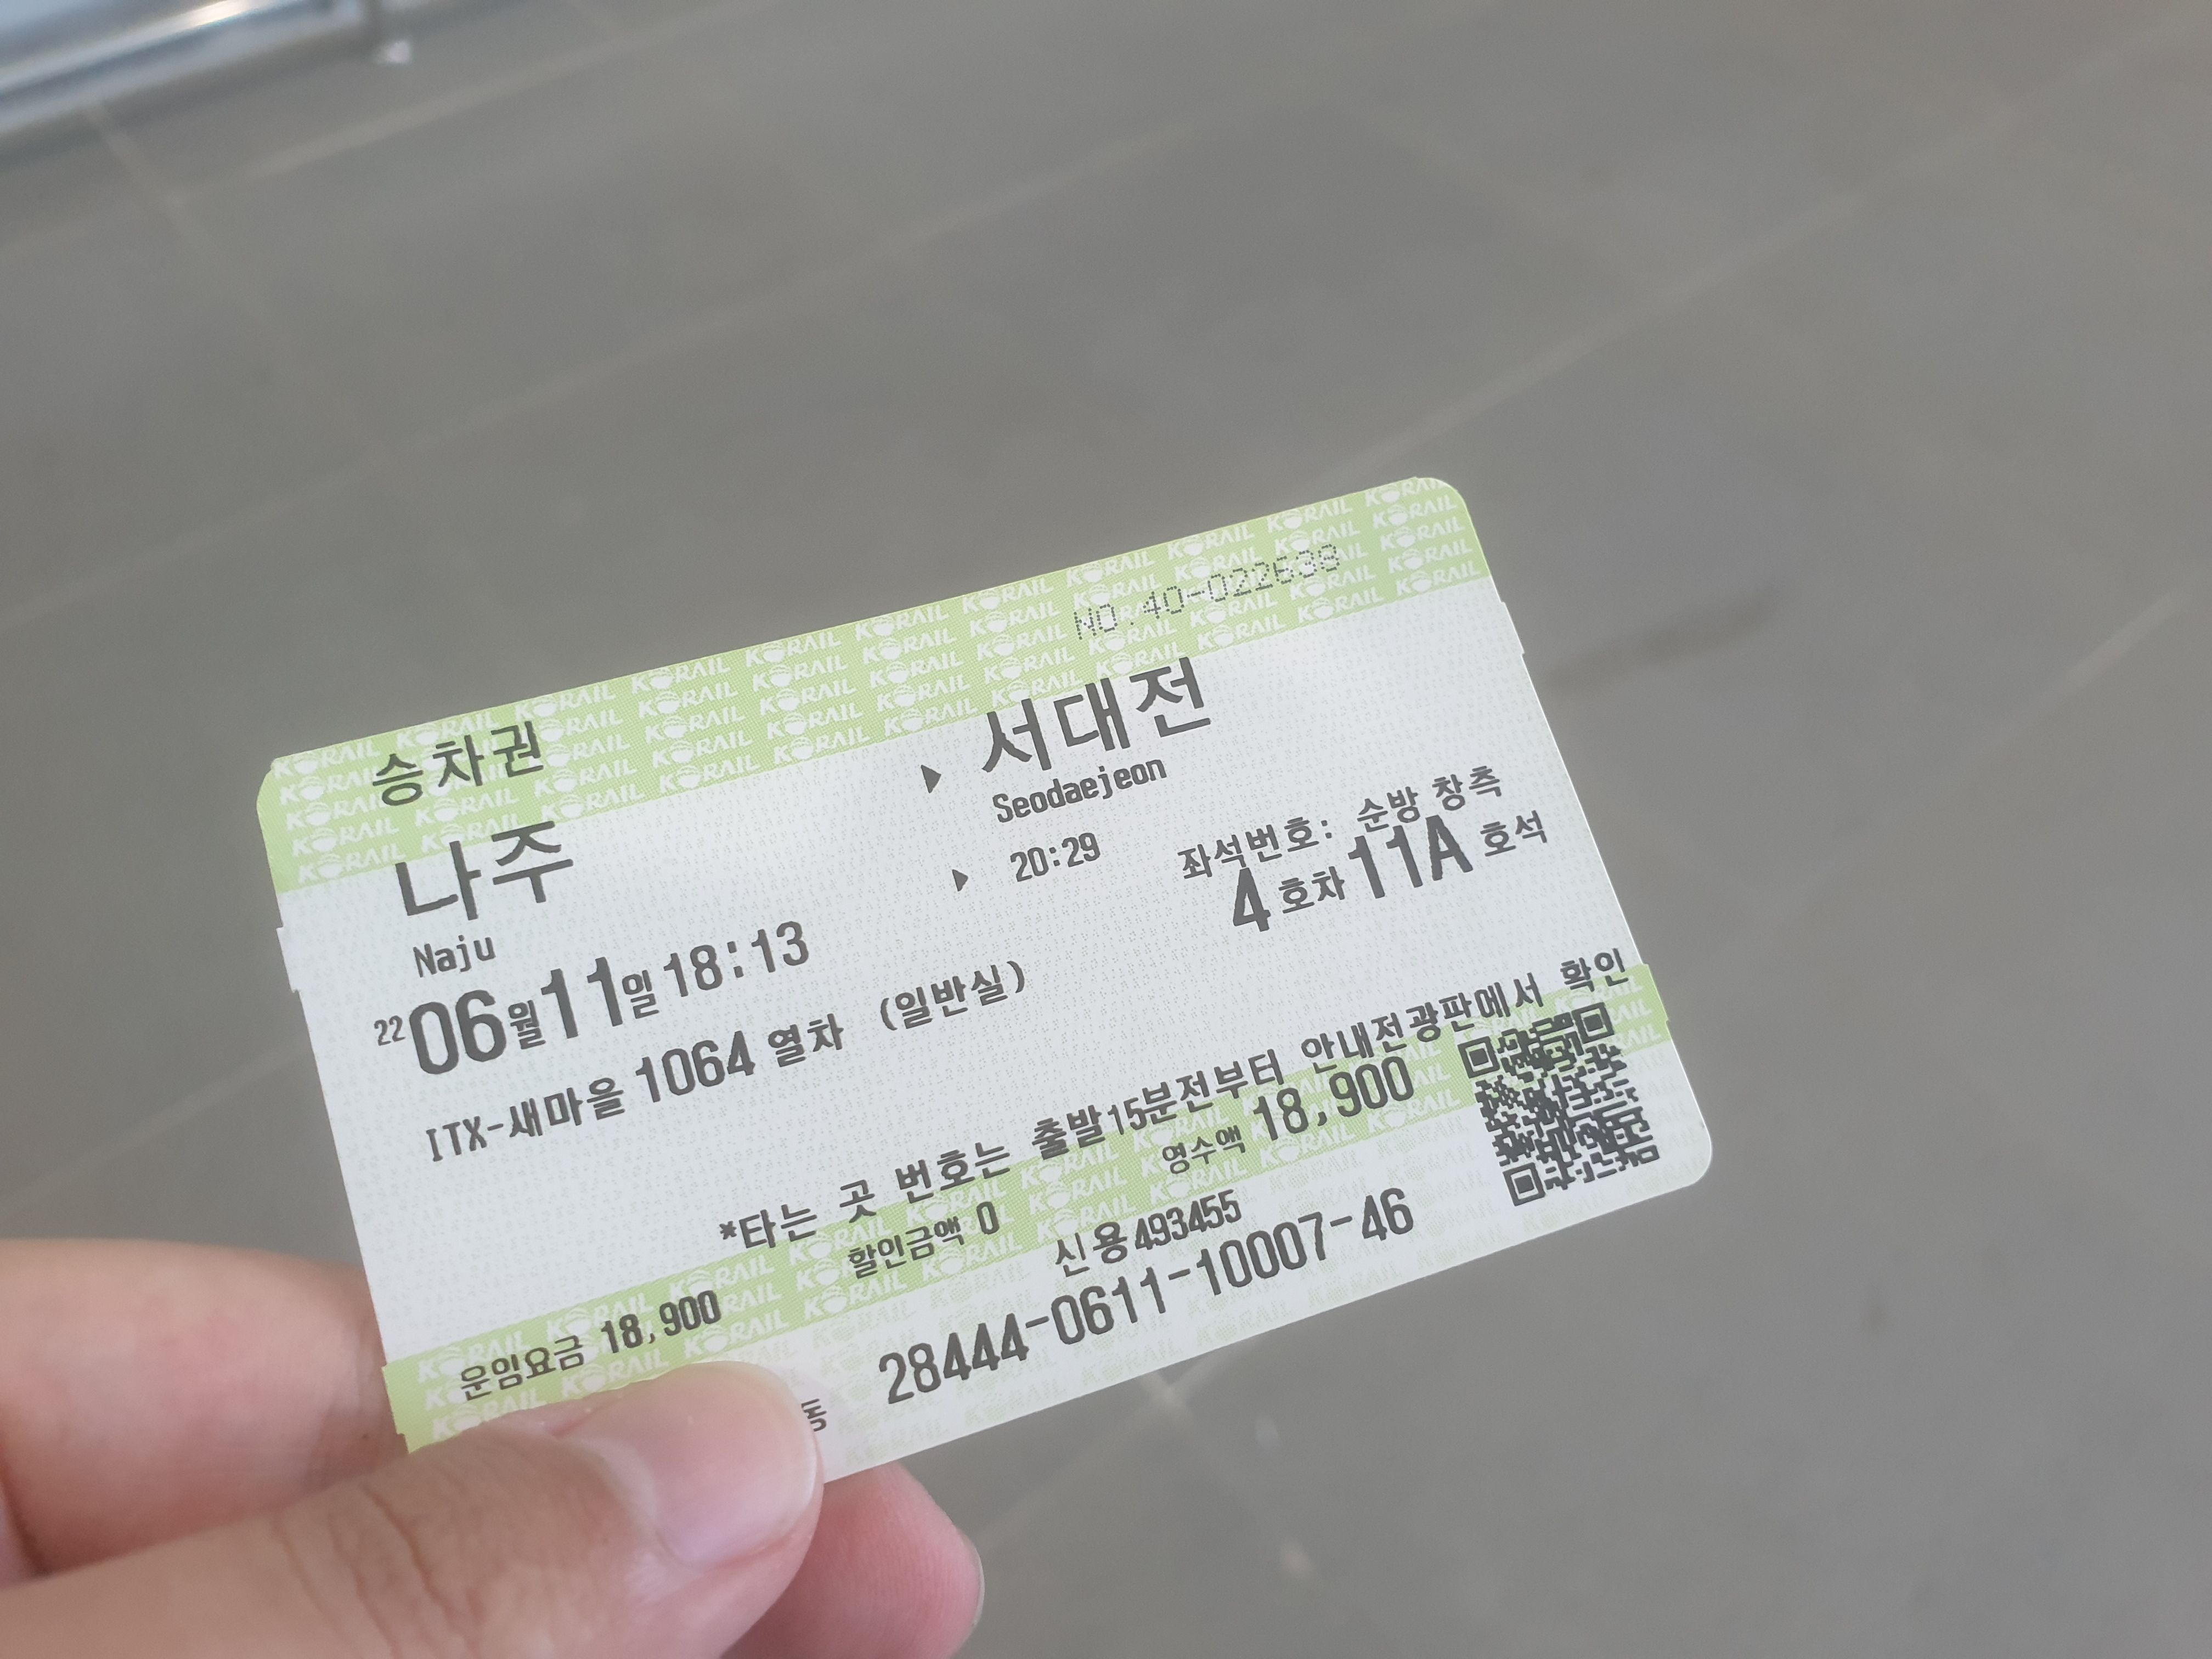 NO.40-022638
승차권
나주 ▶ 서대전
Naju Seodaejeon
22 06월 11일 18:13 ▶ 20:29
좌석번호: 순방 창측
4 호차 11A 호석
ITX-새마을 1064 열차 (일반실)
*타는 곳 번호는 출발15분전부터 안내전광판에서 확인
운임요금 18,900 할인금액 0 영수액 18,900
신용493455
28444-0611-10007-46